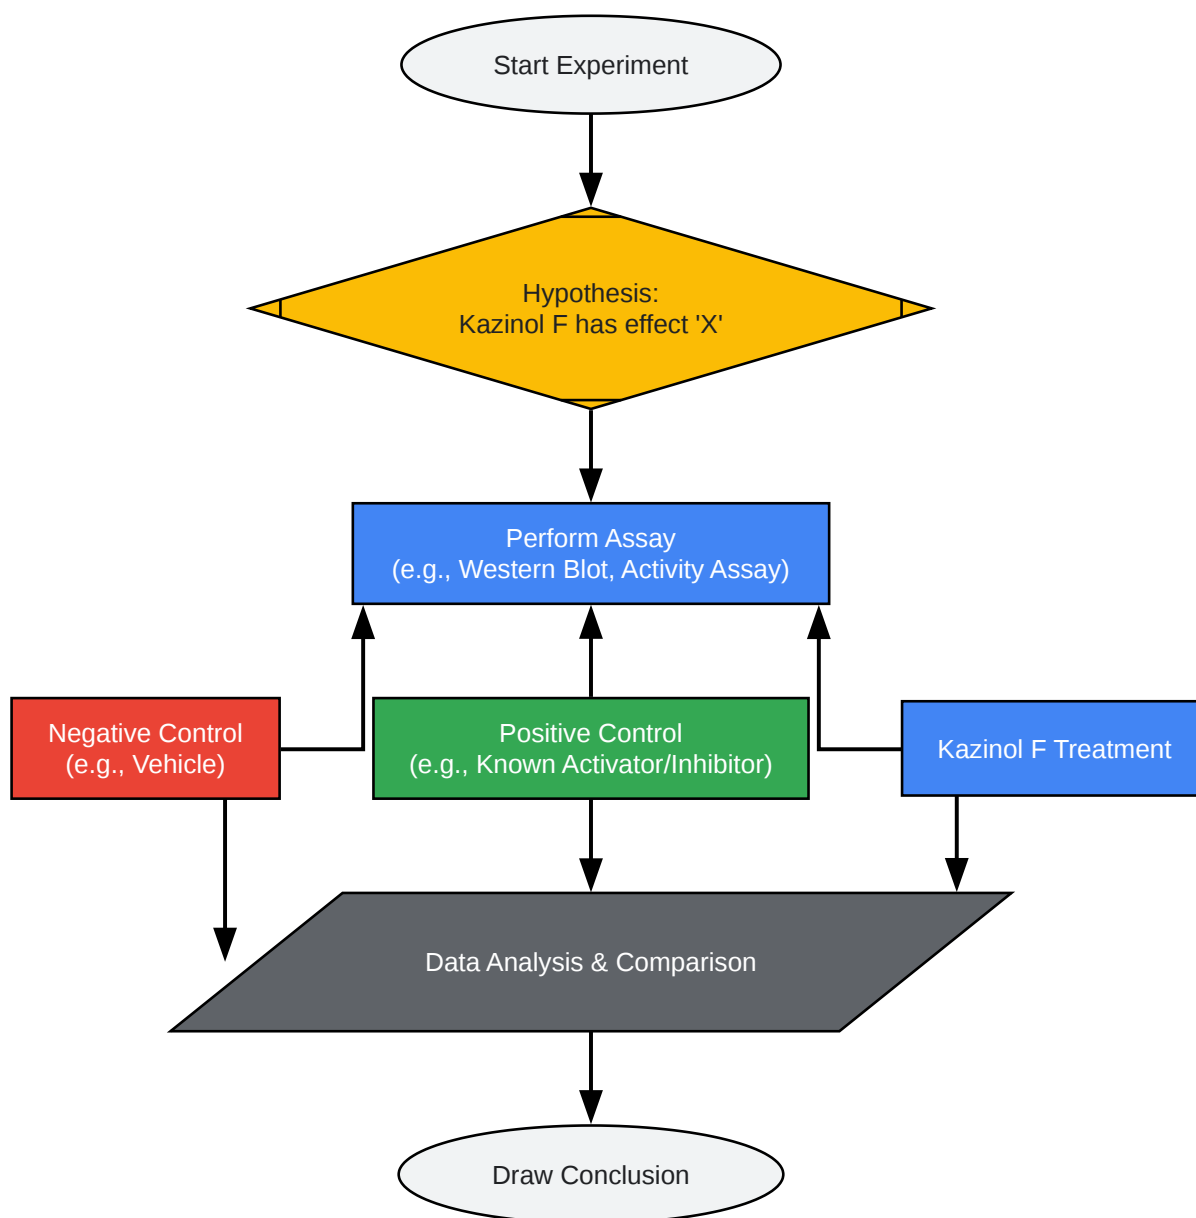 Start Experiment
Hypothesis:
Kazinol F has effect 'X'
Perform Assay
(e.g., Western Blot, Activity Assay)
Negative Control
(e.g., Vehicle)
Positive Control
(e.g., Known Activator/Inhibitor)
Kazinol F Treatment
Data Analysis & Comparison
Draw Conclusion